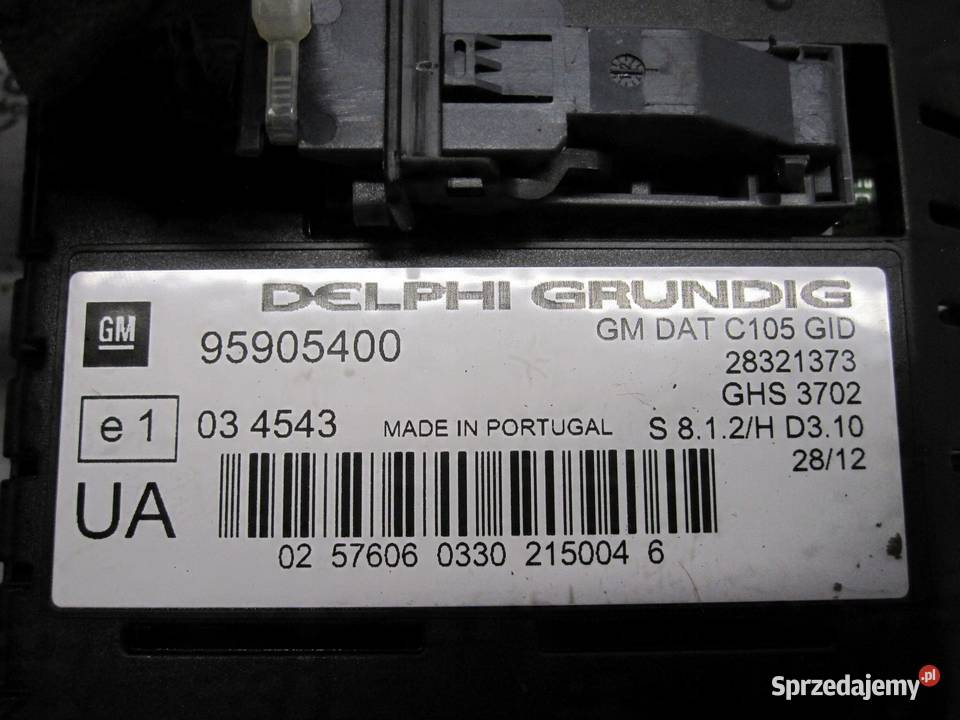 DELPHI GRUNDIG
GM
95905400
GM DAT C105 GID
28321373
GHS 3702
e 1
03 4543
MADE IN PORTUGAL
S 8.1.2/H D3.10
28/12
UA
02 57606 0330 215004 6
Sprzedajemy.pl